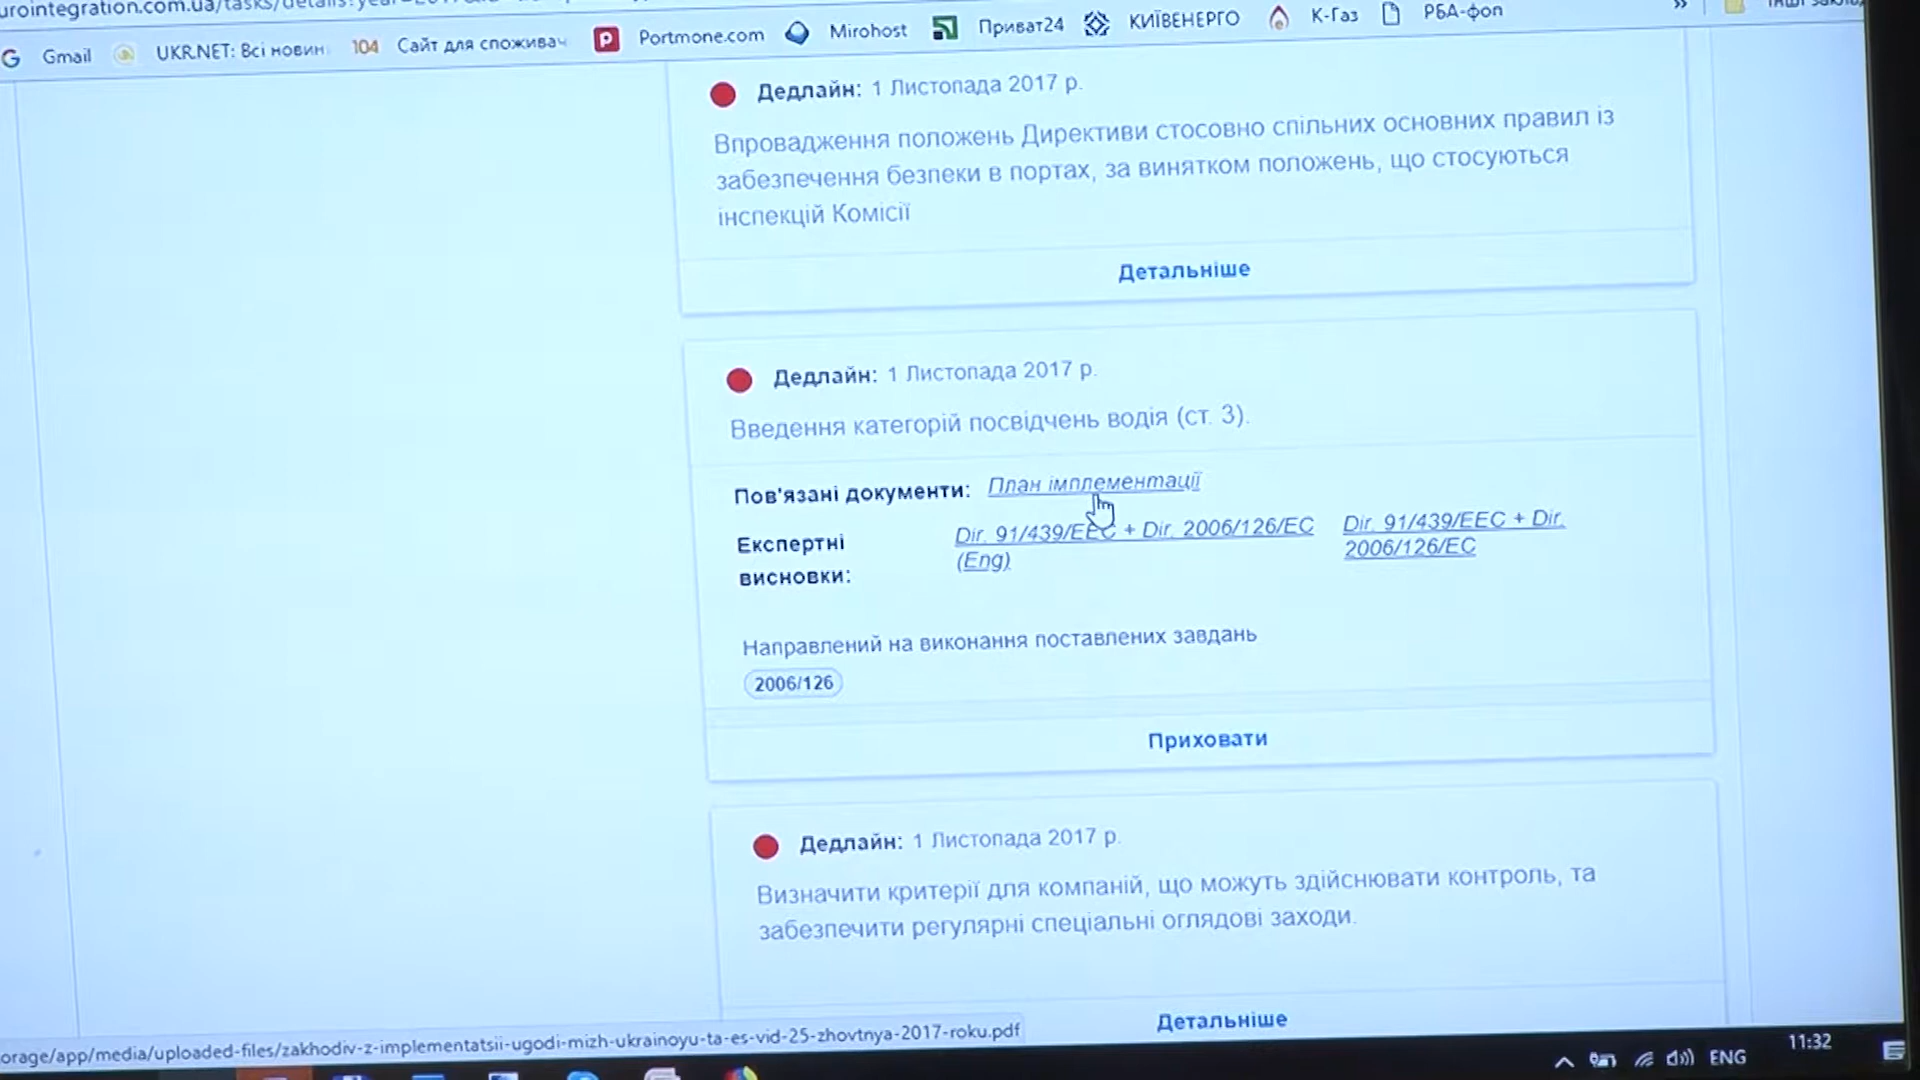 urointegration.com.ua/tasks/details?year=
Gmail UKR.NET: Всі новин 104 Сайт для споживач Portmone.com Mirohost Приват24 КИЇВЕНЕРГО К-Газ РБА-фоп »
Дедлайн: 1 Листопада 2017 р.
Впровадження положень Директиви стосовно спільних основних правил із
забезпечення безпеки в портах, за винятком положень, що стосуються
інспекцій Комісії
Детальніше
Дедлайн: 1 Листопада 2017 р.
Введення категорій посвідчень водія (ст. 3).
Пов'язані документи: План імплементації
Експертні
висновки:
Dir. 91/439/EEC + Dir. 2006/126/EC
(Eng)
Dir. 91/439/EEC + Dir.
2006/126/EC
Направлений на виконання поставлених завдань
2006/126
Приховати
Дедлайн: 1 Листопада 2017 р.
Визначити критерії для компаній, що можуть здійснювати контроль, та
забезпечити регулярні спеціальні оглядові заходи.
Детальніше
orage/app/media/uploaded-files/zakhodiv-z-implementatsii-ugodi-mizh-ukrainoyu-ta-es-vid-25-zhovtnya-2017-roku.pdf
ENG 11:32